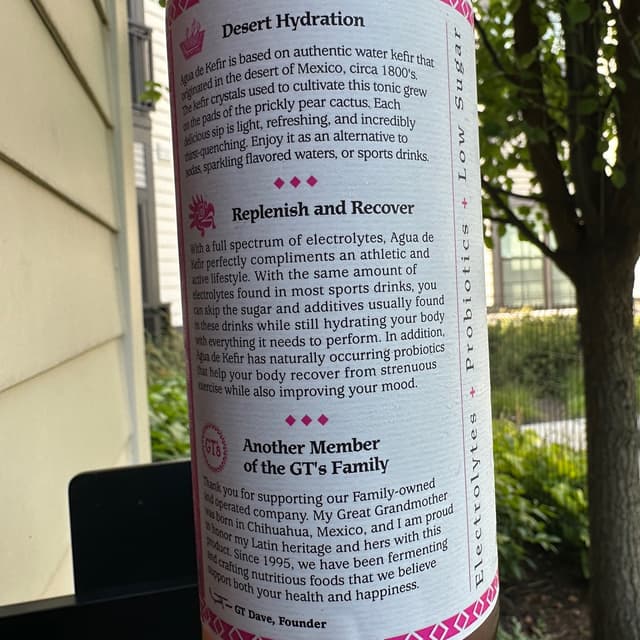 Desert Hydration
Agua de Kefir is based on authentic water kefir that
originated in the desert of Mexico, circa 1800's.
The kefir crystals used to cultivate this tonic grew
on the pads of the prickly pear cactus. Each
delicious sip is light, refreshing, and incredibly
thirst-quenching. Enjoy it as an alternative to
sodas, sparkling flavored waters, or sports drinks.
Replenish and Recover
With a full spectrum of electrolytes, Agua de
Kefir perfectly compliments an athletic and
active lifestyle. With the same amount of
electrolytes found in most sports drinks, you
can skip the sugar and additives usually found
in these drinks while still hydrating your body
with everything it needs to perform. In addition,
Agua de Kefir has naturally occurring probiotics
that help your body recover from strenuous
exercise while also improving your mood.
GT's
Another Member
of the GT's Family
Thank you for supporting our Family-owned
and operated company. My Great Grandmother
was born in Chihuahua, Mexico, and I am proud
to honor my Latin heritage and hers with this
product. Since 1995, we have been fermenting
and crafting nutritious foods that we believe
support both your health and happiness.
— GT Dave, Founder
Electrolytes + Probiotics + Low Sugar